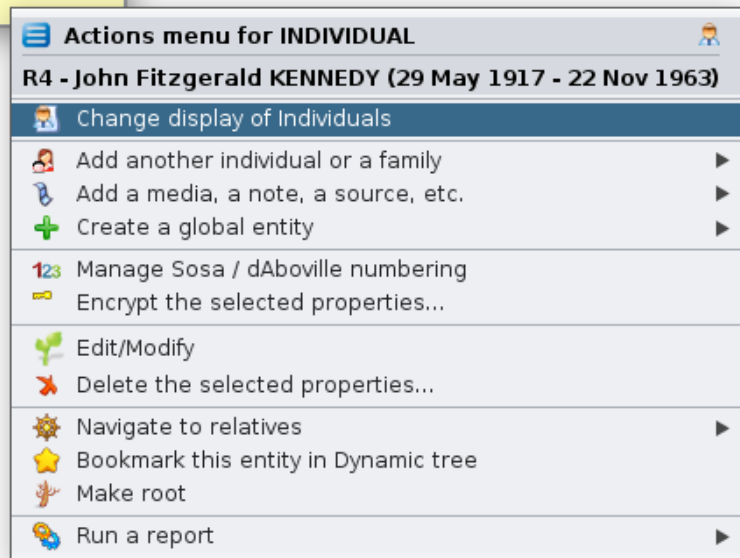 Actions menu for INDIVIDUAL
R4 - John Fitzgerald KENNEDY (29 May 1917 - 22 Nov 1963)
Change display of Individuals
Add another individual or a family
Add a media, a note, a source, etc.
Create a global entity
123 Manage Sosa / dAboville numbering
Encrypt the selected properties...
Edit/Modify
Delete the selected properties...
Navigate to relatives
Bookmark this entity in Dynamic tree
Make root
Run a report